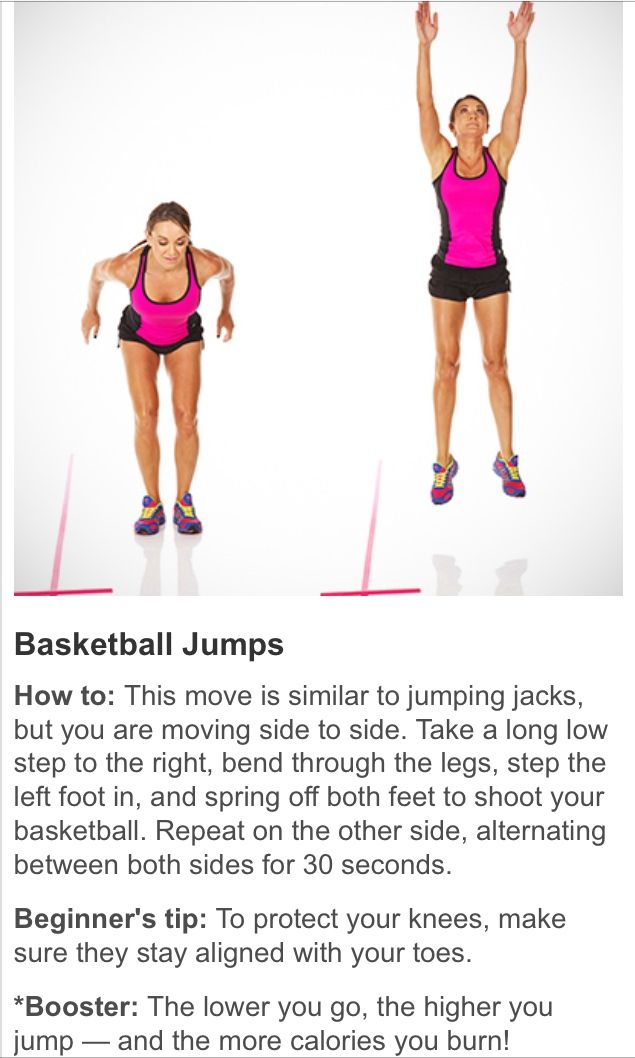 Basketball Jumps
How to: This move is similar to jumping jacks,
but you are moving side to side. Take a long low
step to the right, bend through the legs, step the
left foot in, and spring off both feet to shoot your
basketball. Repeat on the other side, alternating
between both sides for 30 seconds.
Beginner's tip: To protect your knees, make
sure they stay aligned with your toes.
*Booster: The lower you go, the higher you
jump — and the more calories you burn!